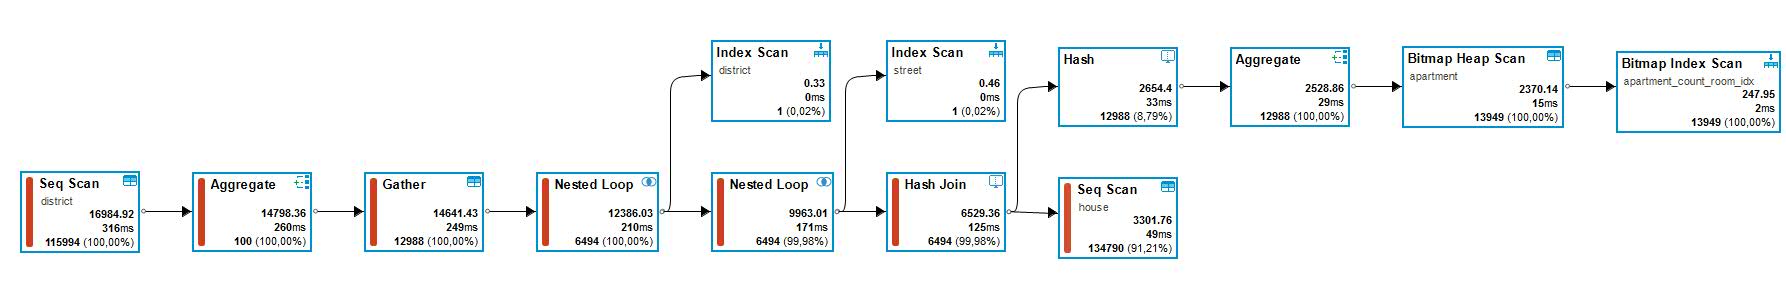 Index Scan
district
0.33
0ms
1 (0,02%)
Index Scan
street
0.46
0ms
1 (0,02%)
Hash
2654.4
33ms
12988 (8,79%)
Aggregate
2528.86
29ms
12988 (100,00%)
Bitmap Heap Scan
apartment
2370.14
15ms
13949 (100,00%)
Bitmap Index Scan
apartment_count_room_idx
247.95
2ms
13949 (100,00%)
Seq Scan
district
16984.92
316ms
115994 (100,00%)
Aggregate
14798.36
260ms
100 (100,00%)
Gather
14641.43
249ms
12988 (100,00%)
Nested Loop
12386.03
210ms
6494 (100,00%)
Nested Loop
9963.01
171ms
6494 (99,98%)
Hash Join
6529.36
125ms
6494 (99,98%)
Seq Scan
house
3301.76
49ms
134790 (91,21%)